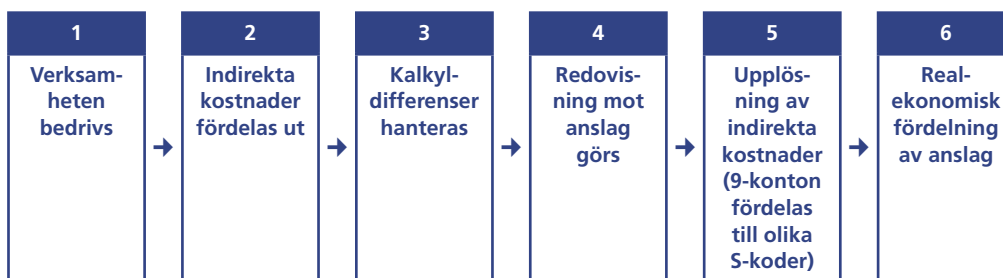 1
Verksam-
heten
bedrivs
2
Indirekta
kostnader
fördelas ut
3
Kalkyl-
differenser
hanteras
4
Redovis-
ning mot
anslag
görs
5
Upplös-
ning av
indirekta
kostnader
(9-konton
fördelas
till olika
S-koder)
6
Real-
ekonomisk
fördelning
av anslag